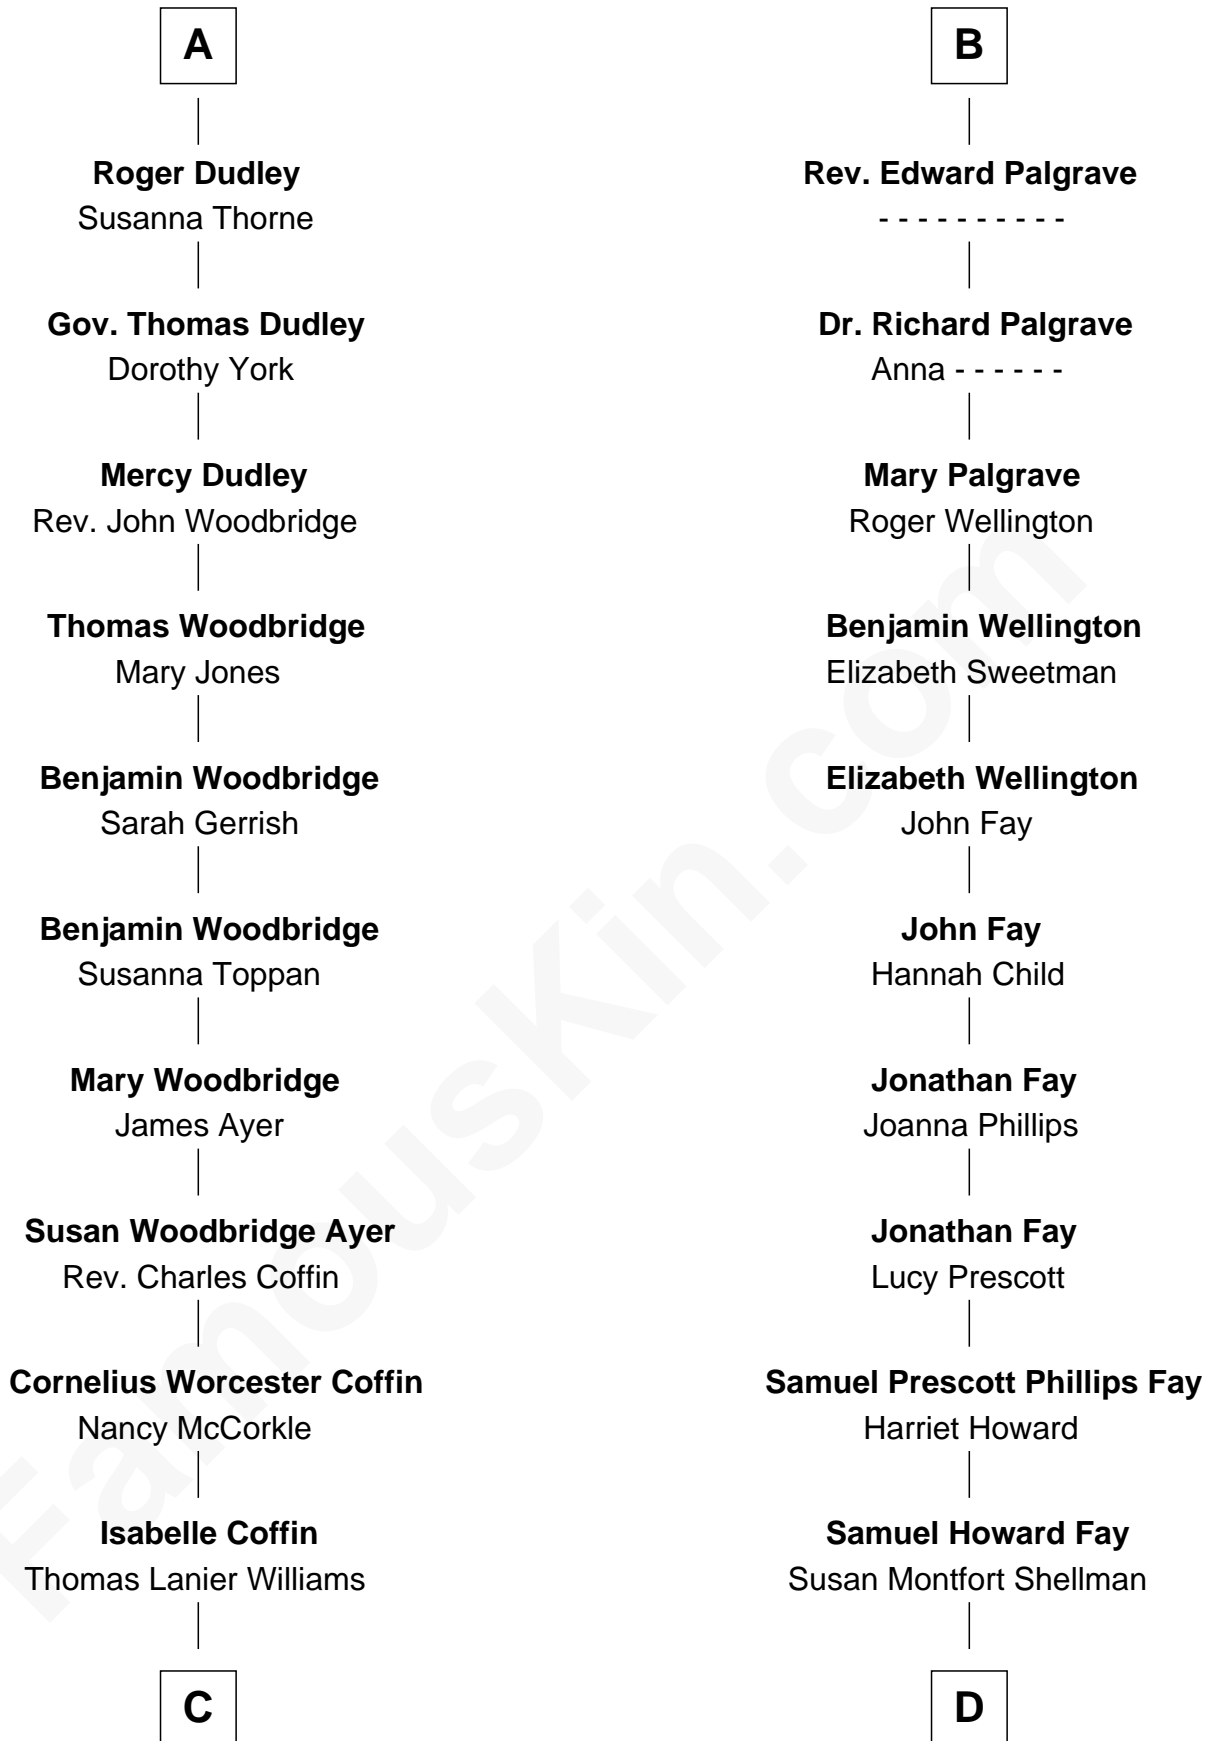 A
Roger Dudley
Susanna Thorne
Gov. Thomas Dudley
Dorothy York
Mercy Dudley
Rev. John Woodbridge
Thomas Woodbridge
Mary Jones
Benjamin Woodbridge
Sarah Gerrish
Benjamin Woodbridge
Susanna Toppan
Mary Woodbridge
James Ayer
Susan Woodbridge Ayer
Rev. Charles Coffin
Cornelius Worcester Coffin
Nancy McCorkle
Isabelle Coffin
Thomas Lanier Williams
C
B
Rev. Edward Palgrave
- - - - - - - - - -
Dr. Richard Palgrave
Anna - - - - - -
Mary Palgrave
Roger Wellington
Benjamin Wellington
Elizabeth Sweetman
Elizabeth Wellington
John Fay
John Fay
Hannah Child
Jonathan Fay
Joanna Phillips
Jonathan Fay
Lucy Prescott
Samuel Prescott Phillips Fay
Harriet Howard
Samuel Howard Fay
Susan Montfort Shellman
D
FamousKin.com